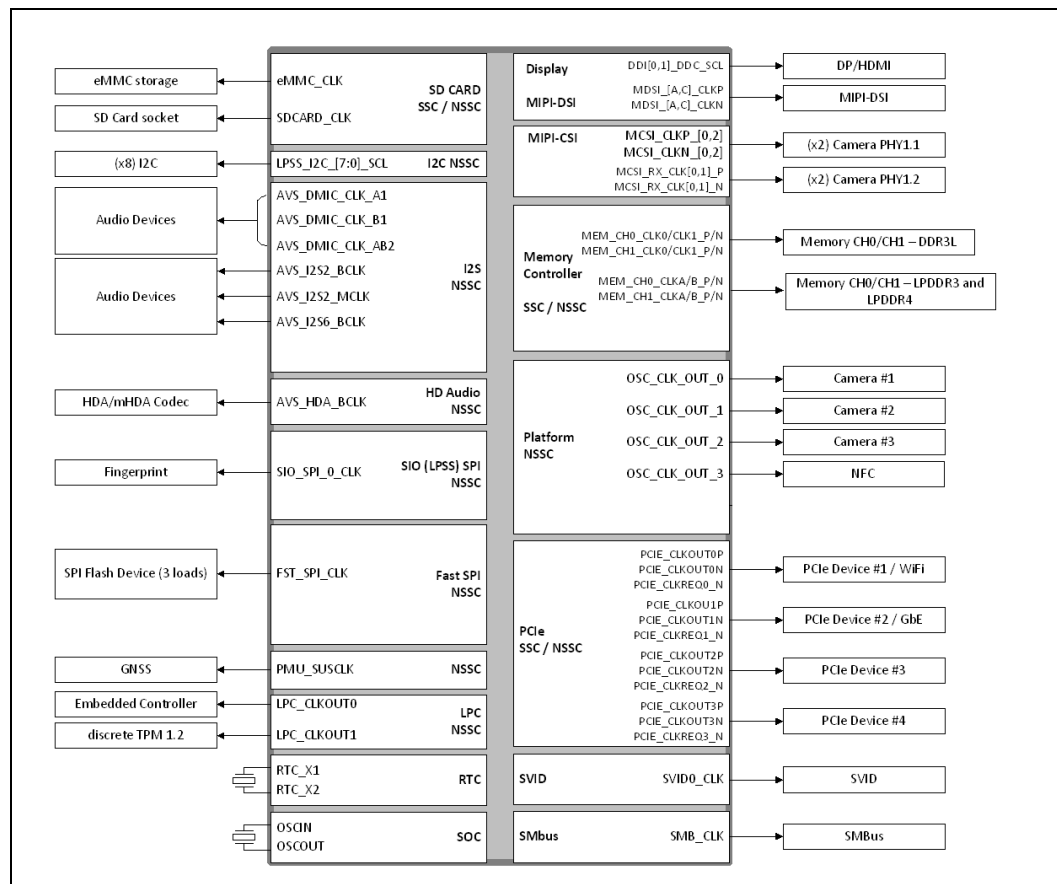 eMMC storage
SD Card socket
(x8) I2C
Audio Devices
Audio Devices
HDA/mHDA Codec
Fingerprint
SPI Flash Device (3 loads)
GNSS
Embedded Controller
discrete TPM 1.2
eMMC_CLK
SD CARD
SSC / NSSC
SDCARD_CLK
LPSS_I2C_[7:0]_SCL
I2C NSSC
AVS_DMIC_CLK_A1
AVS_DMIC_CLK_B1
AVS_DMIC_CLK_AB2
AVS_I2S2_BCLK
I2S
NSSC
AVS_I2S2_MCLK
AVS_I2S6_BCLK
AVS_HDA_BCLK
HD Audio
NSSC
SIO_SPI_0_CLK
SIO (LPSS) SPI
NSSC
FST_SPI_CLK
Fast SPI
NSSC
PMU_SUSCLK
NSSC
LPC_CLKOUT0
LPC
NSSC
LPC_CLKOUT1
RTC_X1
RTC_X2
RTC
OSCIN
OSCOUT
SOC
Display
DDI[0,1]_DDC_SCL
MIPI-DSI
MDSI_[A,C]_CLKP
MDSI_[A,C]_CLKN
MIPI-CSI
MCSI_CLKP_[0,2]
MCSI_CLKN_[0,2]
MCSI_RX_CLK[0,1]_P
MCSI_RX_CLK[0,1]_N
Memory
Controller
SSC / NSSC
MEM_CH0_CLK0/CLK1_P/N
MEM_CH1_CLK0/CLK1_P/N
MEM_CH0_CLKA/B_P/N
MEM_CH1_CLKA/B_P/N
Platform
NSSC
OSC_CLK_OUT_0
OSC_CLK_OUT_1
OSC_CLK_OUT_2
OSC_CLK_OUT_3
PCIe
SSC / NSSC
PCIE_CLKOUT0P
PCIE_CLKOUT0N
PCIE_CLKREQ0_N
PCIE_CLKOU1P
PCIE_CLKOUT1N
PCIE_CLKREQ1_N
PCIE_CLKOUT2P
PCIE_CLKOUT2N
PCIE_CLKREQ2_N
PCIE_CLKOUT3P
PCIE_CLKOUT3N
PCIE_CLKREQ3_N
SVID
SVID0_CLK
SMbus
SMB_CLK
DP/HDMI
MIPI-DSI
(x2) Camera PHY1.1
(x2) Camera PHY1.2
Memory CH0/CH1 – DDR3L
Memory CH0/CH1 – LPDDR3 and
LPDDR4
Camera #1
Camera #2
Camera #3
NFC
PCIe Device #1 / WiFi
PCIe Device #2 / GbE
PCIe Device #3
PCIe Device #4
SVID
SMBus